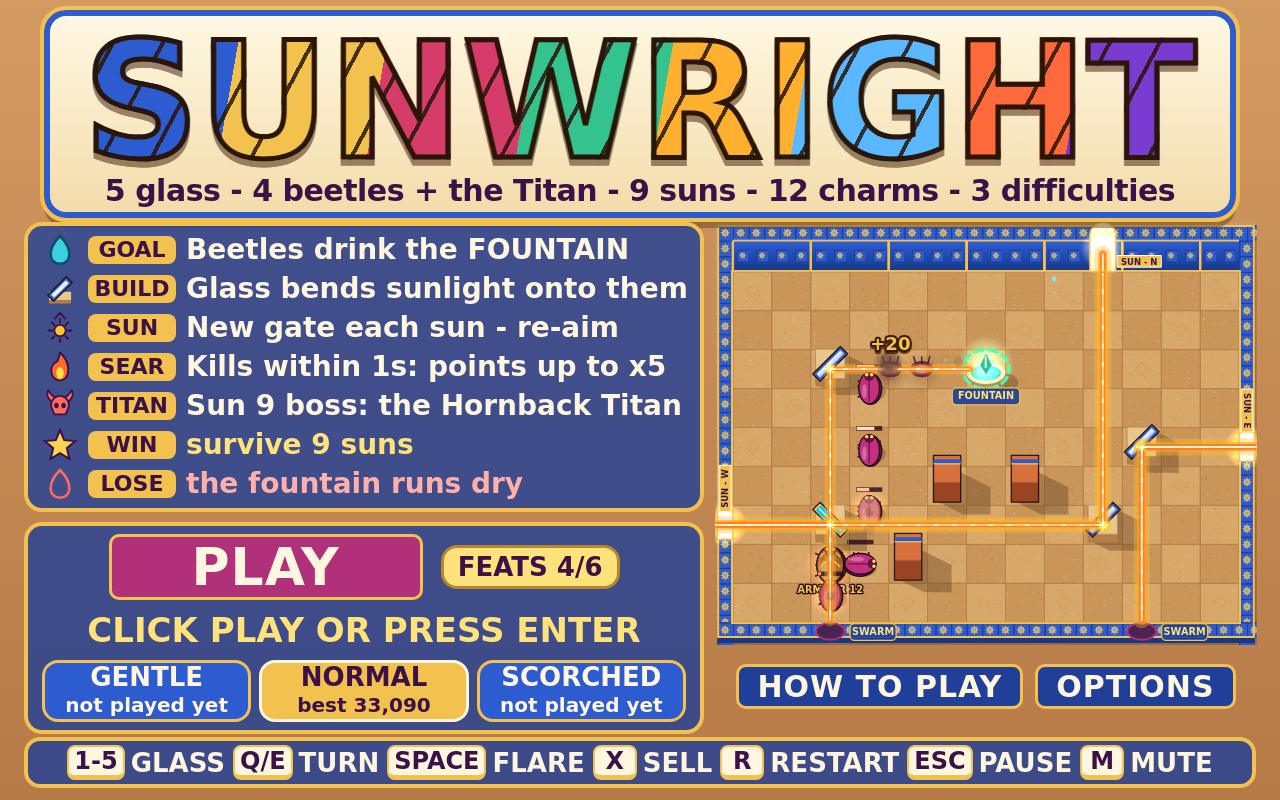 SUNWRIGHT
5 glass - 4 beetles + the Titan - 9 suns - 12 charms - 3 difficulties
GOAL Beetles drink the FOUNTAIN
BUILD Glass bends sunlight onto them
SUN New gate each sun - re-aim
SEAR Kills within 1s: points up to x5
TITAN Sun 9 boss: the Hornback Titan
WIN survive 9 suns
LOSE the fountain runs dry
SUN - N
+20
FOUNTAIN
SUN - E
SUN - W
12
SWARM
SWARM
PLAY
FEATS 4/6
CLICK PLAY OR PRESS ENTER
GENTLE
not played yet
NORMAL
best 33,090
SCORCHED
not played yet
HOW TO PLAY
OPTIONS
1-5 GLASS Q/E TURN SPACE FLARE X SELL R RESTART ESC PAUSE M MUTE